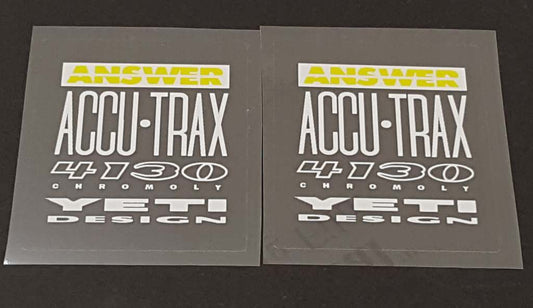 ANSWER
ACCU•TRAX
4130
CHROMOLY
YETI
DESIGN
ANSWER
ACCU•TRAX
4130
CHROMOLY
YETI
DESIGN